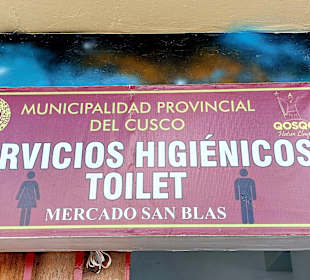 MUNICIPALIDAD PROVINCIAL
DEL CUSCO
QOSQO
RVICIOS HIGIÉNICOS
TOILET
MERCADO SAN BLAS